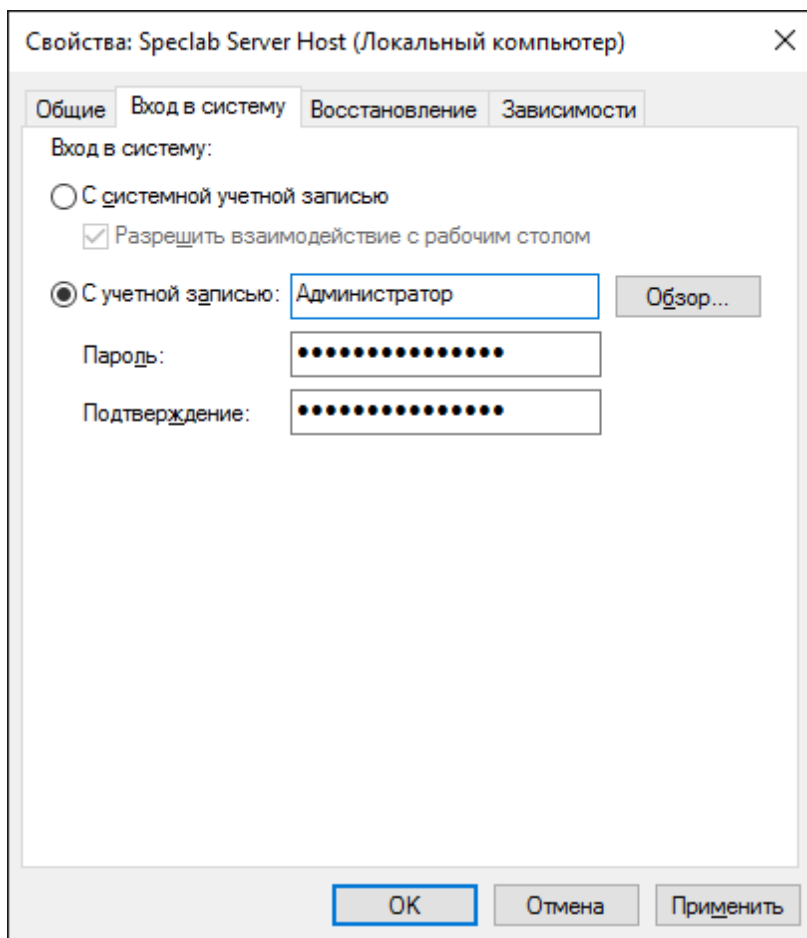 Свойства: Speclab Server Host (Локальный компьютер)
Общие Вход в систему Восстановление Зависимости
Вход в систему:
С системной учетной записью
Разрешить взаимодействие с рабочим столом
С учетной записью: Администратор Обзор...
Пароль: •••••••••••••••
Подтверждение: •••••••••••••••
OK Отмена Применить